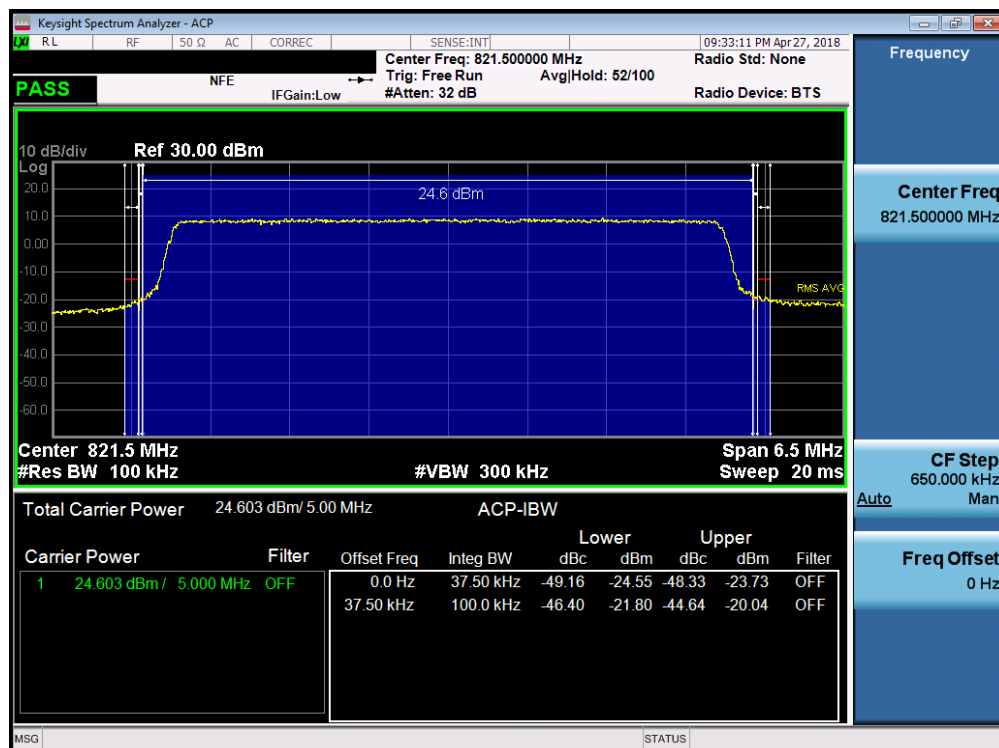 Keysight Spectrum Analyzer - ACP
LXI RL RF 50 Ω AC CORREC SENSE:INT 09:33:11 PM Apr 27, 2018
Center Freq: 821.500000 MHz Radio Std: None
NFE Trig: Free Run Avg|Hold: 52/100
PASS IFGain:Low #Atten: 32 dB Radio Device: BTS
10 dB/div Ref 30.00 dBm
Log
20.0
24.6 dBm
10.0
0.00
-10.0
RMS AVG
-20.0
-30.0
-40.0
-50.0
-60.0
Center 821.5 MHz Span 6.5 MHz
#Res BW 100 kHz #VBW 300 kHz Sweep 20 ms
Total Carrier Power 24.603 dBm/ 5.00 MHz ACP-IBW
Lower Upper
Carrier Power Filter Offset Freq Integ BW dBc dBm dBc dBm Filter
1 24.603 dBm / 5.000 MHz OFF 0.0 Hz 37.50 kHz -49.16 -24.55 -48.33 -23.73 OFF
37.50 kHz 100.0 kHz -46.40 -21.80 -44.64 -20.04 OFF
MSG STATUS
Frequency
Center Freq
821.500000 MHz
CF Step
650.000 kHz
Auto Man
Freq Offset
0 Hz